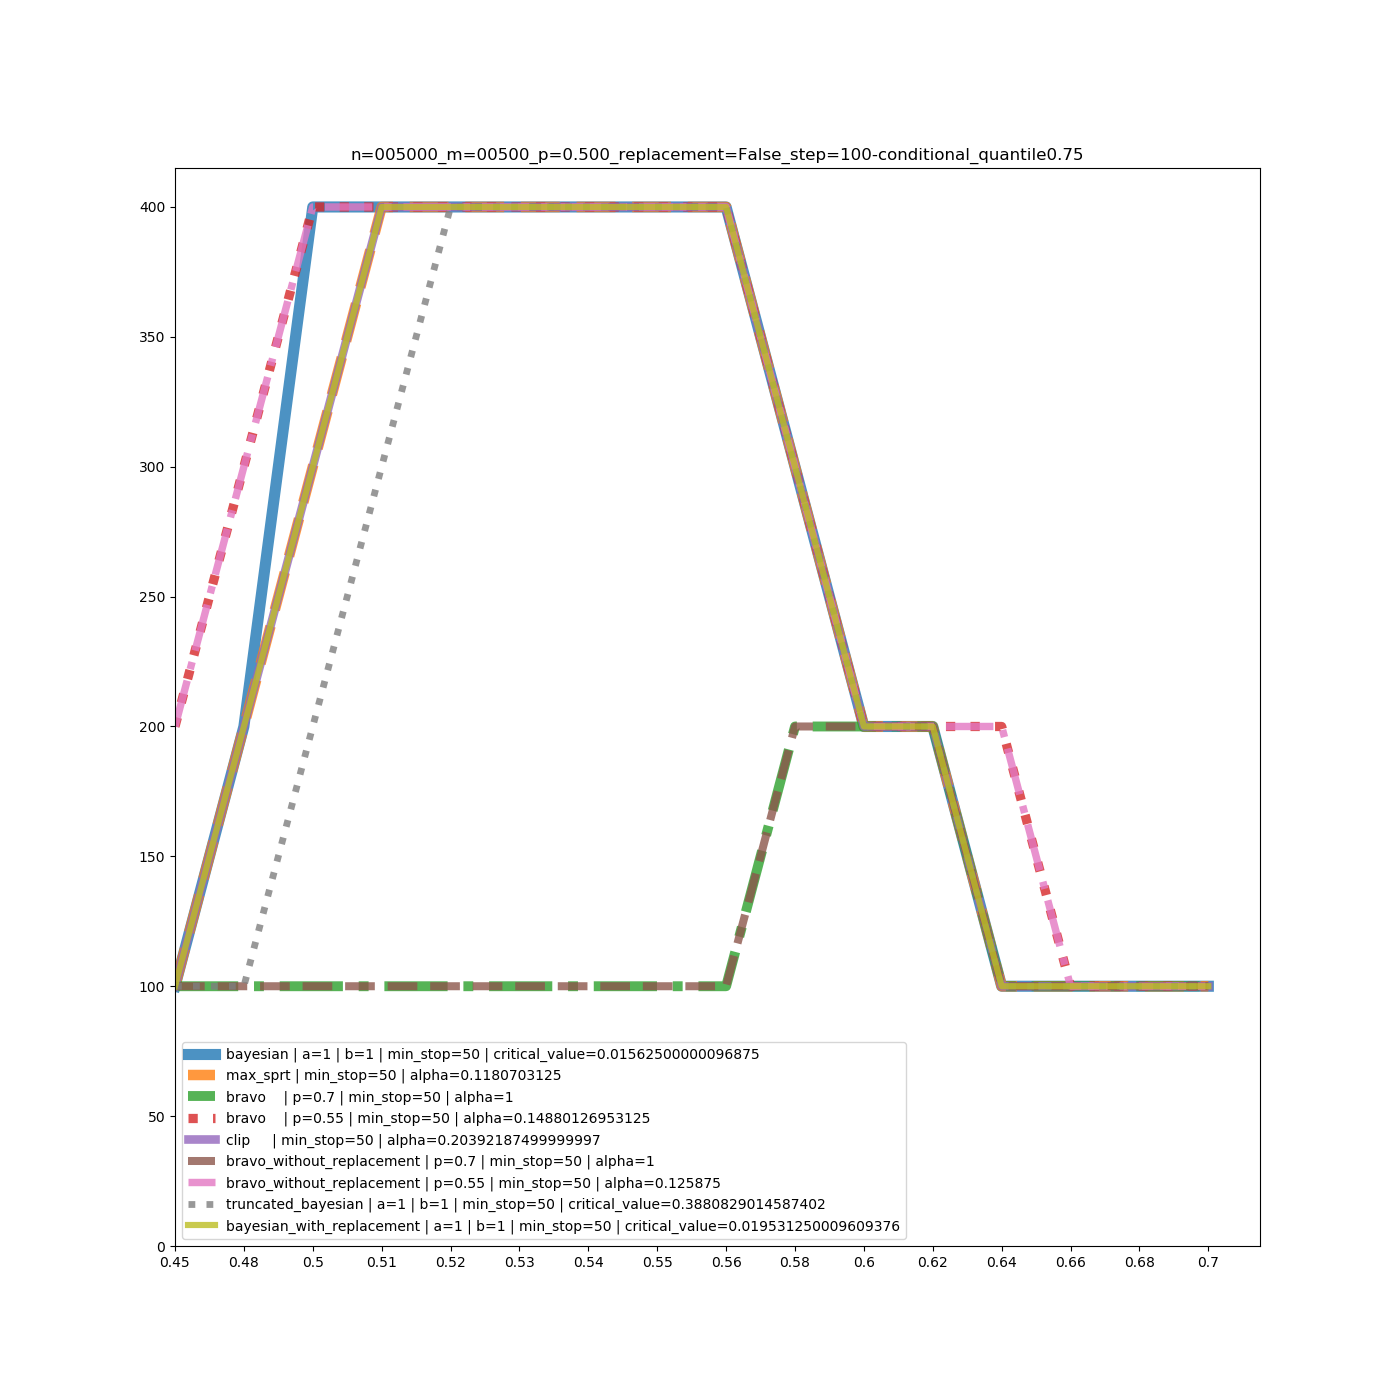 n=005000_m=00500_p=0.500_replacement=False_step=100-conditional_quantile0.75
400
350
300
250
200
150
100
50
0
bayesian | a=1 | b=1 | min_stop=50 | critical_value=0.01562500000096875
max_sprt | min_stop=50 | alpha=0.1180703125
bravo    | p=0.7 | min_stop=50 | alpha=1
bravo    | p=0.55 | min_stop=50 | alpha=0.14880126953125
clip     | min_stop=50 | alpha=0.20392187499999997
bravo_without_replacement | p=0.7 | min_stop=50 | alpha=1
bravo_without_replacement | p=0.55 | min_stop=50 | alpha=0.125875
truncated_bayesian | a=1 | b=1 | min_stop=50 | critical_value=0.3880829014587402
bayesian_with_replacement | a=1 | b=1 | min_stop=50 | critical_value=0.019531250009609376
0.45 0.48 0.5 0.51 0.52 0.53 0.54 0.55 0.56 0.58 0.6 0.62 0.64 0.66 0.68 0.7